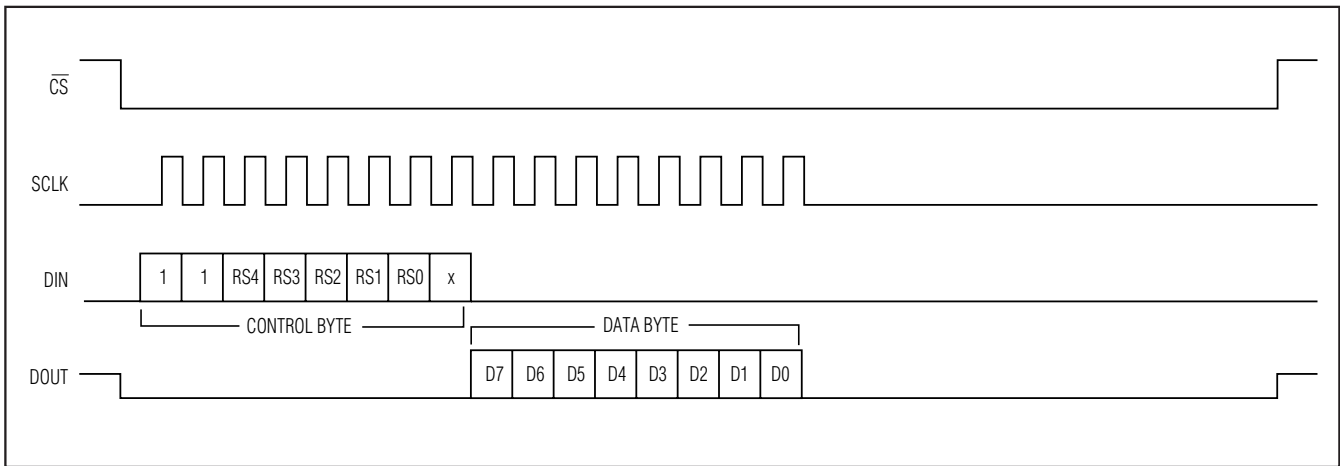 C̅S̅
SCLK
DIN 1 1 RS4 RS3 RS2 RS1 RS0 x
CONTROL BYTE DATA BYTE
DOUT D7 D6 D5 D4 D3 D2 D1 D0